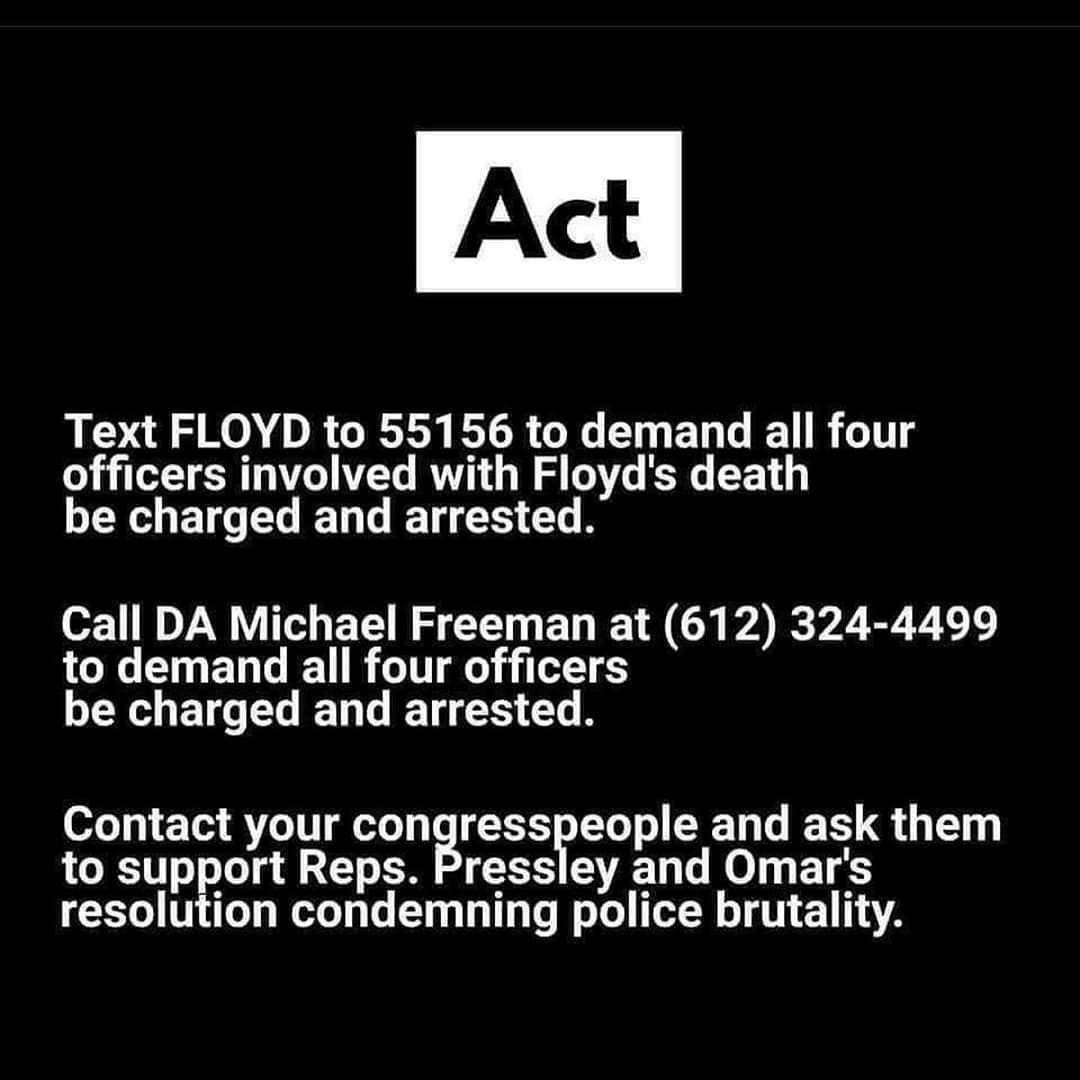 Act
Text FLOYD to 55156 to demand all four
officers involved with Floyd's death
be charged and arrested.
Call DA Michael Freeman at (612) 324-4499
to demand all four officers
be charged and arrested.
Contact your congresspeople and ask them
to support Reps. Pressley and Omar's
resolution condemning police brutality.